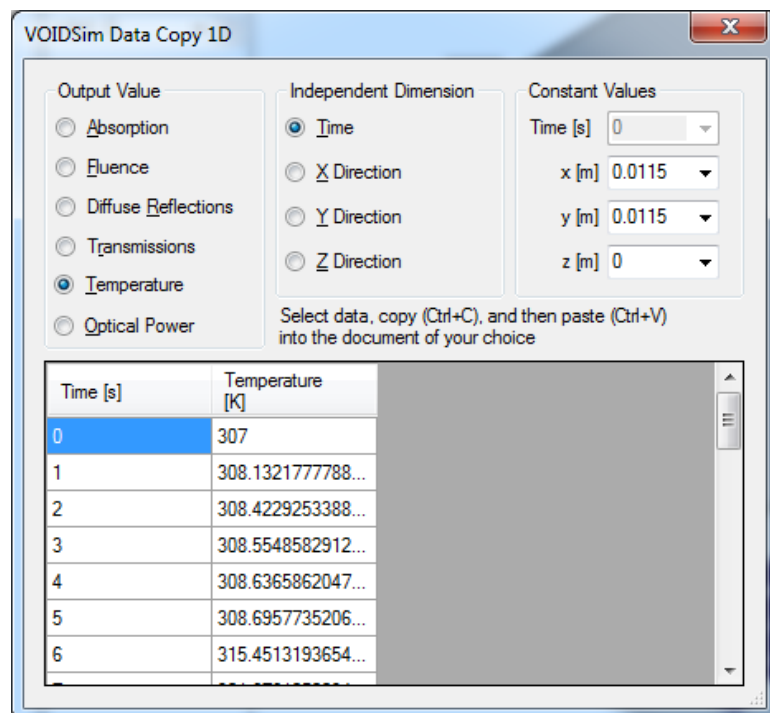 VOIDSim Data Copy 1D
Output Value
Absorption
Fluence
Diffuse Reflections
Transmissions
Temperature
Optical Power
Independent Dimension
Time
X Direction
Y Direction
Z Direction
Constant Values
Time [s] 0
x [m] 0.0115
y [m] 0.0115
z [m] 0
Select data, copy (Ctrl+C), and then paste (Ctrl+V)
into the document of your choice
Time [s] Temperature
[K]
0 307
1 308.1321777788...
2 308.4229253388...
3 308.5548582912...
4 308.6365862047...
5 308.6957735206...
6 315.4513193654...